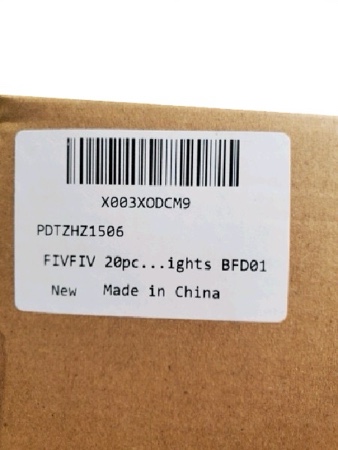 X003XODCM9
PDTZHZ1506
FIVFIV 20pc...ights BFD01
New Made in China